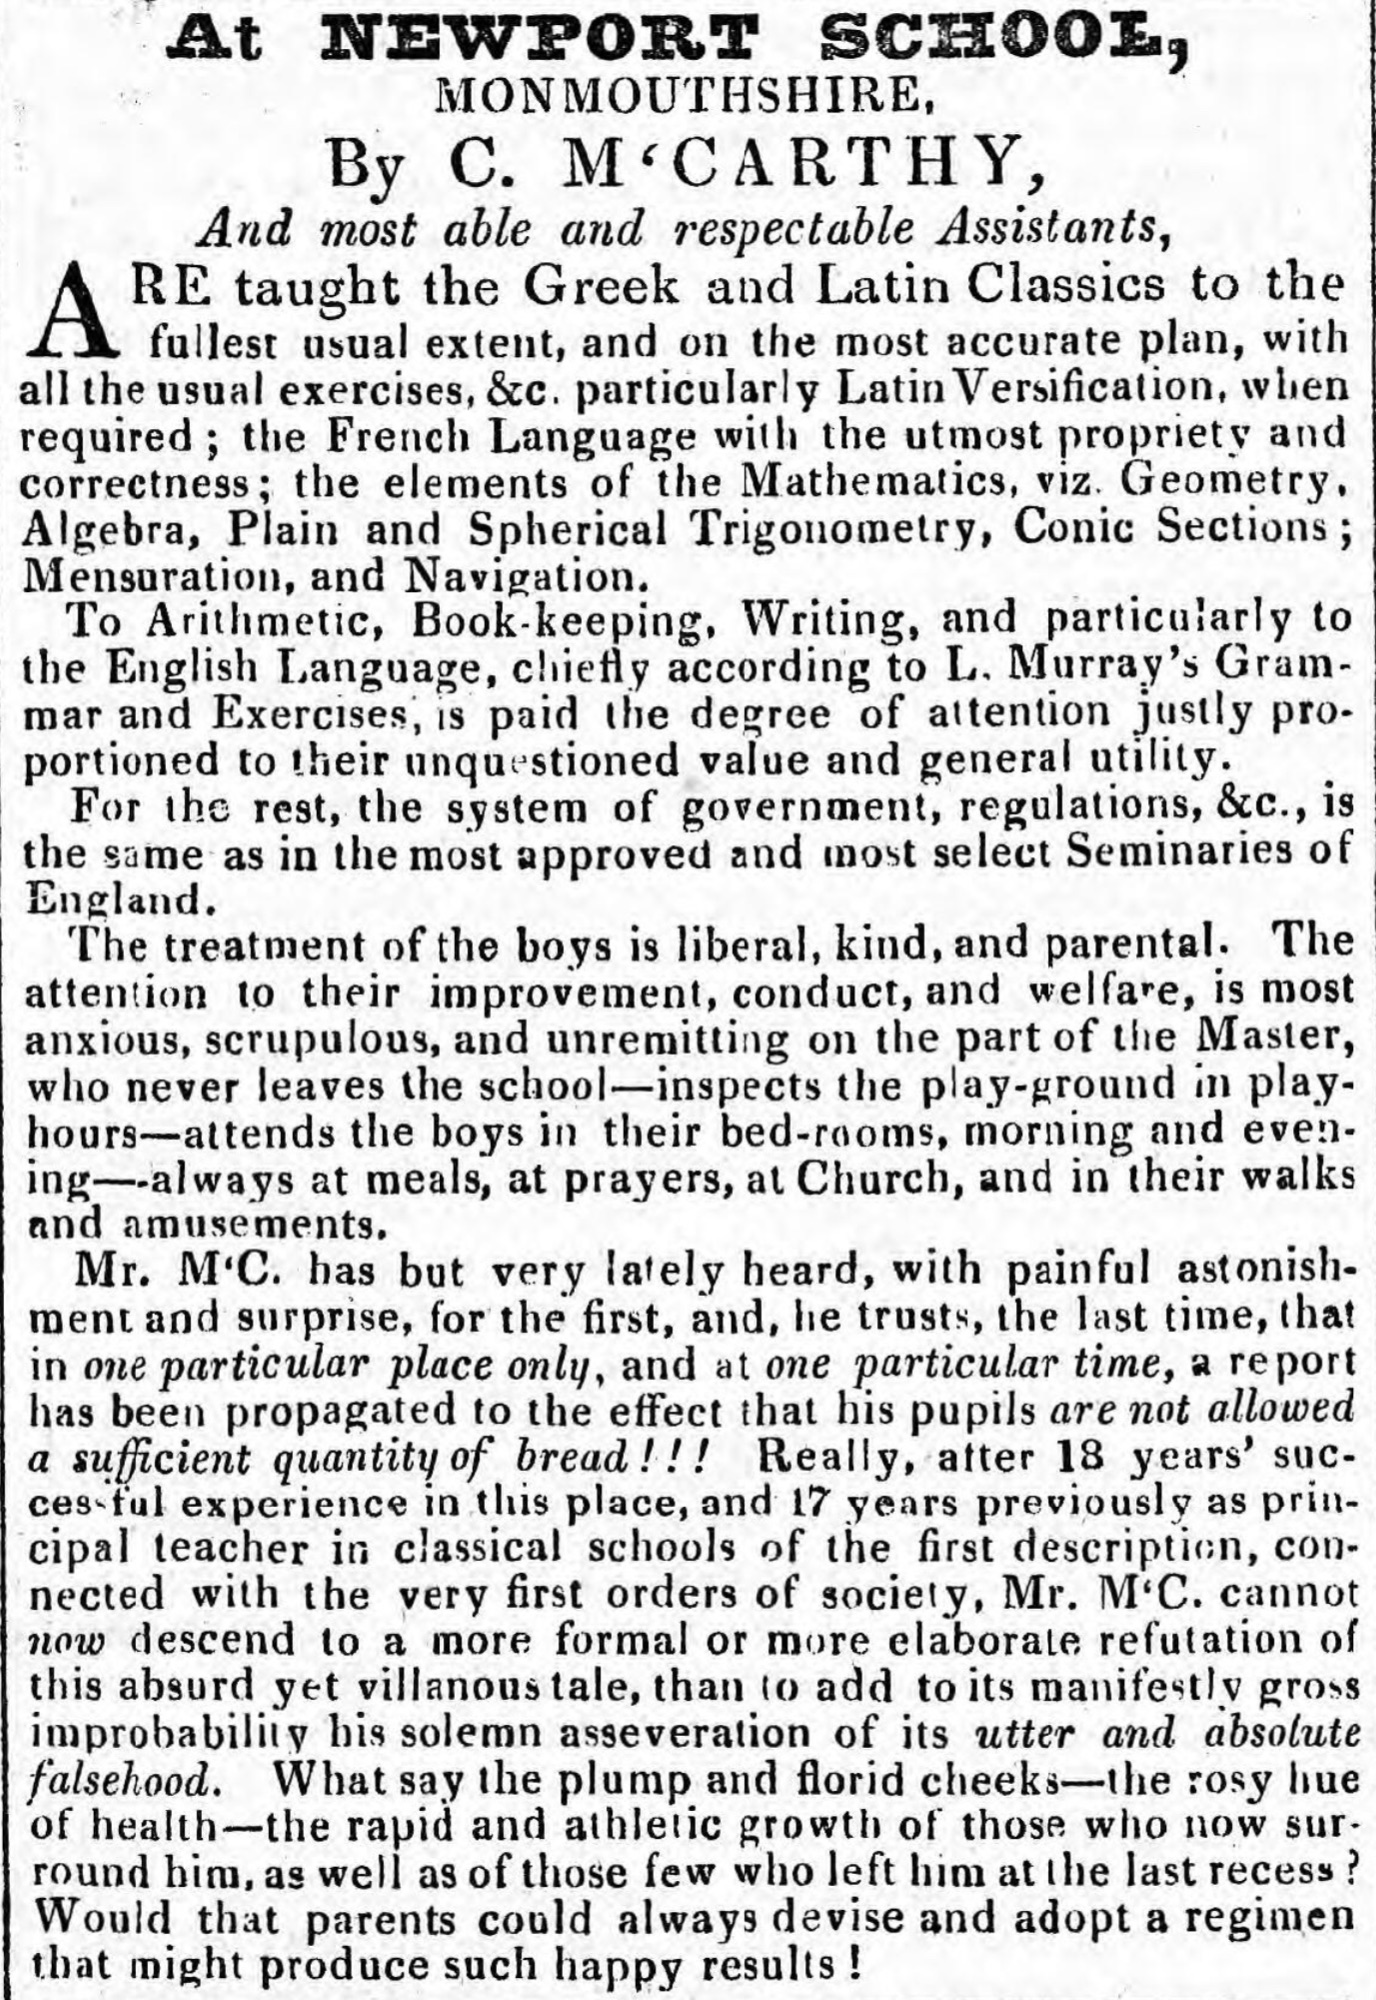 At NEWPORT SCHOOL,
MONMOUTHSHIRE,
By C. M‘CARTHY,
And most able and respectable Assistants,
ARE taught the Greek and Latin Classics to the
fullest usual extent, and on the most accurate plan, with
all the usual exercises, &c. particularly Latin Versification, when
required; the French Language with the utmost propriety and
correctness; the elements of the Mathematics, viz. Geometry,
Algebra, Plain and Spherical Trigonometry, Conic Sections;
Mensuration, and Navigation.
To Arithmetic, Book-keeping, Writing, and particularly to
the English Language, chiefly according to L. Murray's Gram-
mar and Exercises, is paid the degree of attention justly pro-
portioned to their unquestioned value and general utility.
For the rest, the system of government, regulations, &c., is
the same as in the most approved and most select Seminaries of
England.
The treatment of the boys is liberal, kind, and parental. The
attention to their improvement, conduct, and welfare, is most
anxious, scrupulous, and unremitting on the part of the Master,
who never leaves the school—inspects the play-ground in play-
hours—attends the boys in their bed-rooms, morning and even-
ing—-always at meals, at prayers, at Church, and in their walks
and amusements.
Mr. M‘C. has but very lately heard, with painful astonish-
ment and surprise, for the first, and, he trusts, the last time, that
in one particular place only, and at one particular time, a report
has been propagated to the effect that his pupils are not allowed
a sufficient quantity of bread!!! Really, after 18 years' suc-
cessful experience in this place, and 17 years previously as prin-
cipal teacher in classical schools of the first description, con-
nected with the very first orders of society, Mr. M‘C. cannot
now descend to a more formal or more elaborate refutation of
this absurd yet villanous tale, than to add to its manifestly gross
improbability his solemn asseveration of its utter and absolute
falsehood. What say the plump and florid cheeks—the rosy hue
of health—the rapid and athletic growth of those who now sur-
round him, as well as of those few who left him at the last recess?
Would that parents could always devise and adopt a regimen
that might produce such happy results!